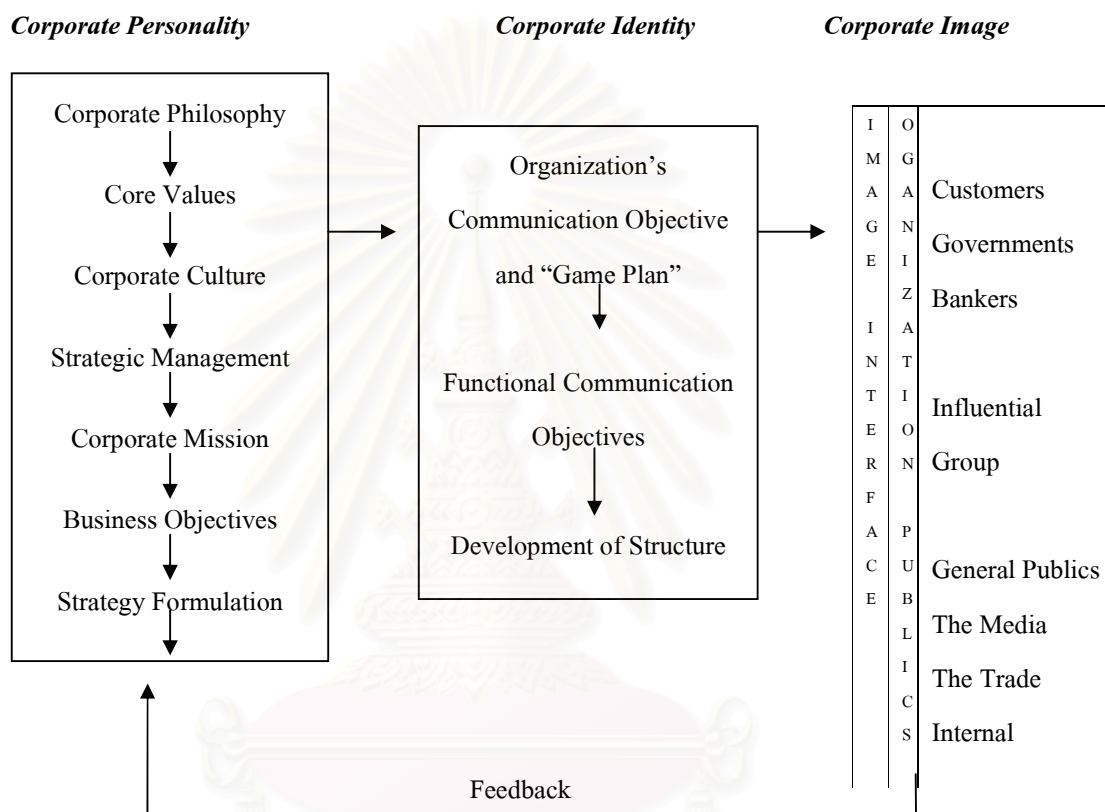 Corporate Personality
Corporate Identity
Corporate Image
Corporate Philosophy
Core Values
Corporate Culture
Strategic Management
Corporate Mission
Business Objectives
Strategy Formulation
Organization’s
Communication Objective
and “Game Plan”
Functional Communication
Objectives
Development of Structure
IMAGE INTERFACE
OGANIZATION PUBLICS
Customers
Governments
Bankers
Influential
Group
General Publics
The Media
The Trade
Internal
Feedback